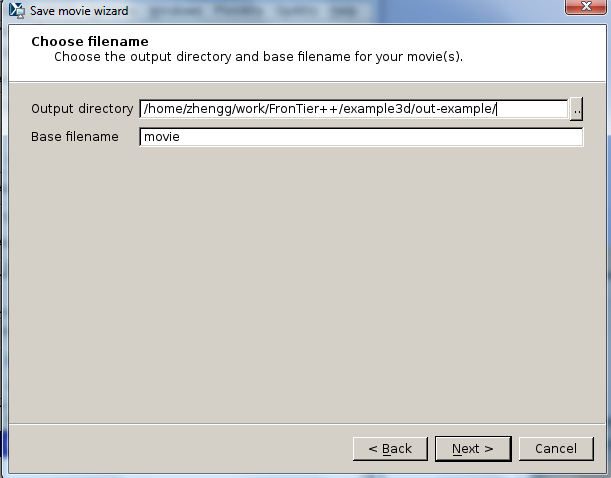 Save movie wizard
Choose filename
Choose the output directory and base filename for your movie(s).
Output directory /home/zhengg/work/FronTier++/example3d/out-example/ ..
Base filename movie
< Back Next > Cancel